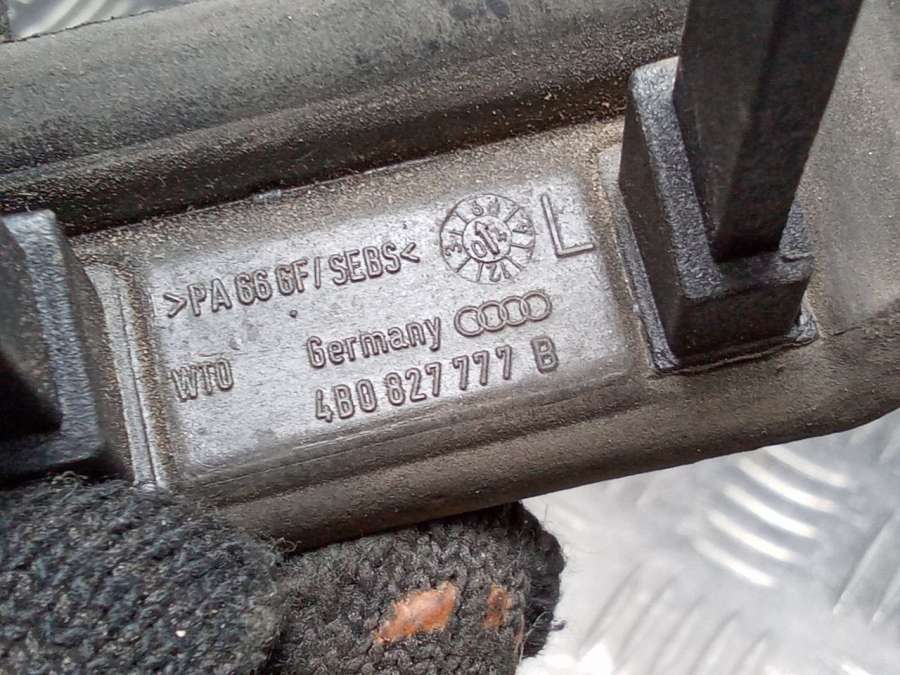 >PA 66 GF/SEBS<
L
WTO
Germany
4B0 827 777 B